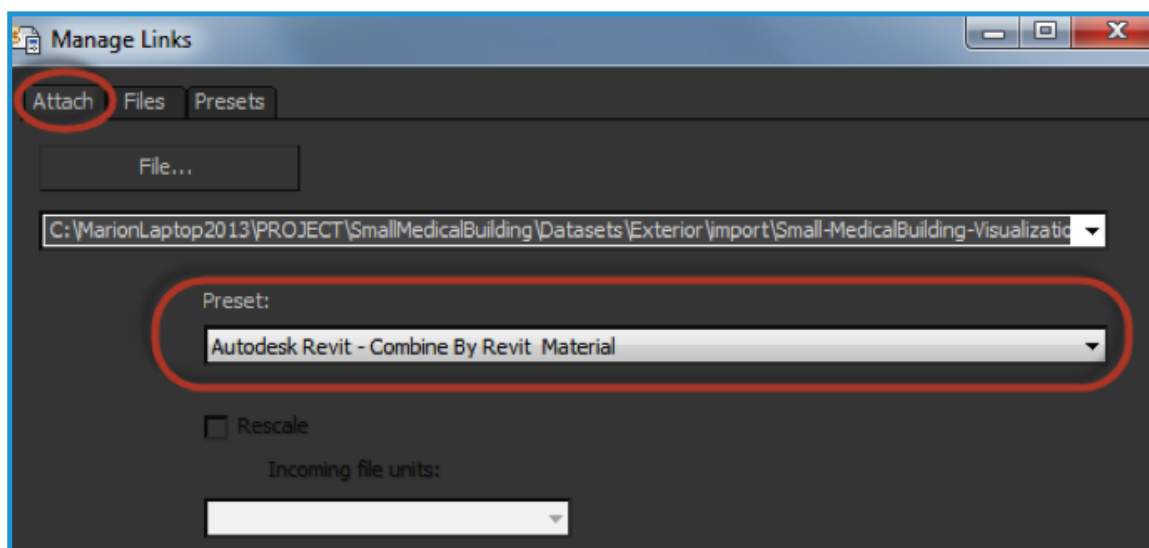 Manage Links
Attach Files Presets
File...
C:\MarionLaptop2013\PROJECT\SmallMedicalBuilding\Datasets\Exterior\import\Small-MedicalBuilding-Visualizatio
Preset:
Autodesk Revit - Combine By Revit Material
Rescale
Incoming file units: